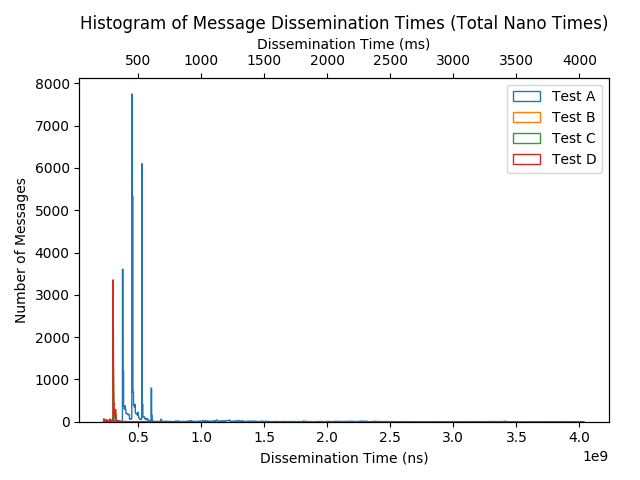 Histogram of Message Dissemination Times (Total Nano Times)
Dissemination Time (ms)
500 1000 1500 2000 2500 3000 3500 4000
Test A
Test B
Test C
Test D
Number of Messages
8000
7000
6000
5000
4000
3000
2000
1000
0
0.5 1.0 1.5 2.0 2.5 3.0 3.5 4.0
1e9
Dissemination Time (ns)